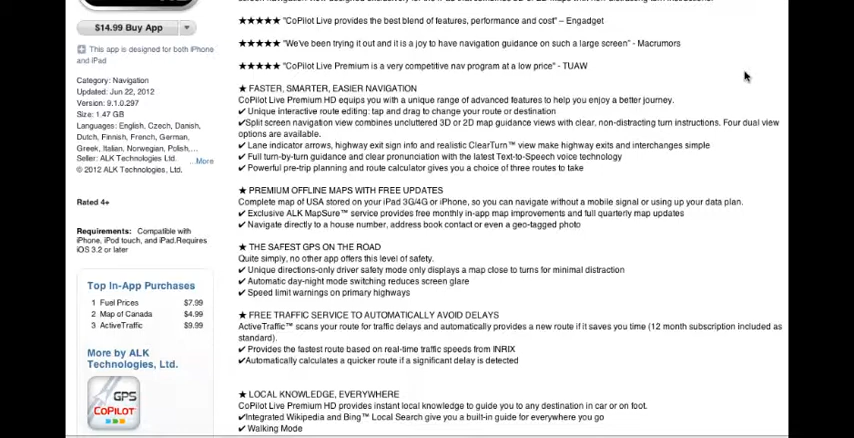 ★★★★★ "CoPilot Live provides the best blend of features, performance and cost" – Engadget
★★★★★ "We've been trying it out and it is a joy to have navigation guidance on such a large screen" - Macrumors
★★★★★ "CoPilot Live Premium is a very competitive nav program at a low price" - TUAW
★ FASTER, SMARTER, EASIER NAVIGATION
CoPilot Live Premium HD equips you with a unique range of advanced features to help you enjoy a better journey.
✔ Unique interactive route editing: tap and drag to change your route or destination
✔Split screen navigation view combines uncluttered 3D or 2D map guidance views with clear, non-distracting turn instructions. Four dual view
options are available.
✔ Lane indicator arrows, highway exit sign info and realistic ClearTurn™ view make highway exits and interchanges simple
✔ Full turn-by-turn guidance and clear pronunciation with the latest Text-to-Speech voice technology
✔ Powerful pre-trip planning and route calculator gives you a choice of three routes to take
★ PREMIUM OFFLINE MAPS WITH FREE UPDATES
Complete map of USA stored on your iPad 3G/4G or iPhone, so you can navigate without a mobile signal or using up your data plan.
✔ Exclusive ALK MapSure™ service provides free monthly in-app map improvements and full quarterly map updates
✔ Navigate directly to a house number, address book contact or even a geo-tagged photo
★ THE SAFEST GPS ON THE ROAD
Quite simply, no other app offers this level of safety.
✔ Unique directions-only driver safety mode only displays a map close to turns for minimal distraction
✔ Automatic day-night mode switching reduces screen glare
✔ Speed limit warnings on primary highways
★ FREE TRAFFIC SERVICE TO AUTOMATICALLY AVOID DELAYS
ActiveTraffic™ scans your route for traffic delays and automatically provides a new route if it saves you time (12 month subscription included as
standard).
✔ Provides the fastest route based on real-time traffic speeds from INRIX
✔Automatically calculates a quicker route if a significant delay is detected
★ LOCAL KNOWLEDGE, EVERYWHERE
CoPilot Live Premium HD provides instant local knowledge to guide you to any destination in car or on foot.
✔Integrated Wikipedia and Bing™ Local Search give you a built-in guide for everywhere you go
✔ Walking Mode
$14.99 Buy App
This app is designed for both iPhone
and iPad
Category: Navigation
Updated: Jun 22, 2012
Version: 9.1.0.297
Size: 1.47 GB
Languages: English, Czech, Danish,
Dutch, Finnish, French, German,
Greek, Italian, Norwegian, Polish,... ...More
Seller: ALK Technologies Ltd.
© 2012 ALK Technologies, Ltd.
Rated 4+
Requirements: Compatible with
iPhone, iPod touch, and iPad.Requires
iOS 3.2 or later
Top In-App Purchases
1 Fuel Prices $7.99
2 Map of Canada $4.99
3 ActiveTraffic $9.99
More by ALK
Technologies, Ltd.
GPS
COPILOT